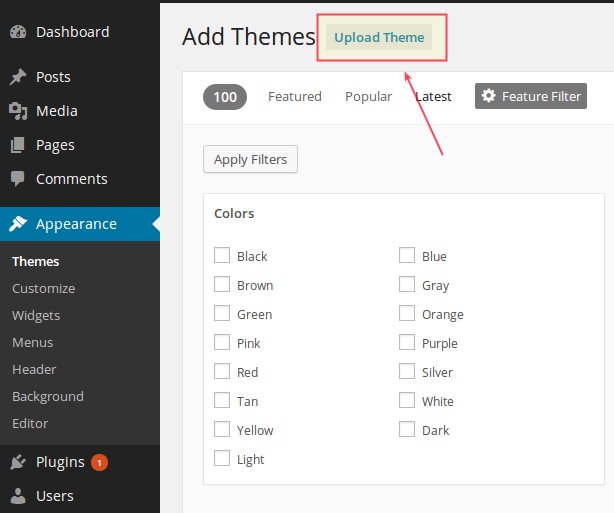 Dashboard
Posts
Media
Pages
Comments
Appearance
Themes
Customize
Widgets
Menus
Header
Background
Editor
Plugins 1
Users
Add Themes Upload Theme
100 Featured Popular Latest Feature Filter
Apply Filters
Colors
Black Blue
Brown Gray
Green Orange
Pink Purple
Red Silver
Tan White
Yellow Dark
Light